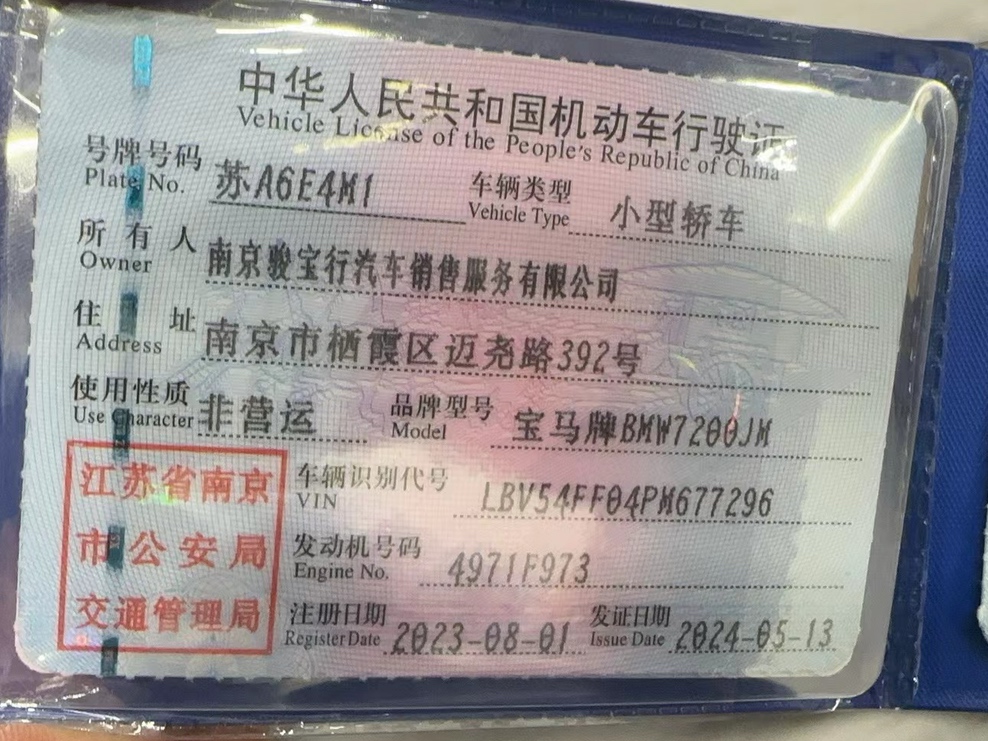 中华人民共和国机动车行驶证
Vehicle License of the People's Republic of China
号牌号码 苏A6E4M1 车辆类型 小型轿车
Plate No. Vehicle Type
所有人 南京骏宝行汽车销售服务有限公司
Owner
住址 南京市栖霞区迈尧路392号
Address
使用性质 非营运 品牌型号 宝马牌BMW7200JM
Use Character Model
江苏省南京
市公安局
交通管理局
车辆识别代号 LBV54FF04PM677296
VIN
发动机号码 4971F973
Engine No.
注册日期 2023-08-01 发证日期 2024-05-13
Register Date Issue Date